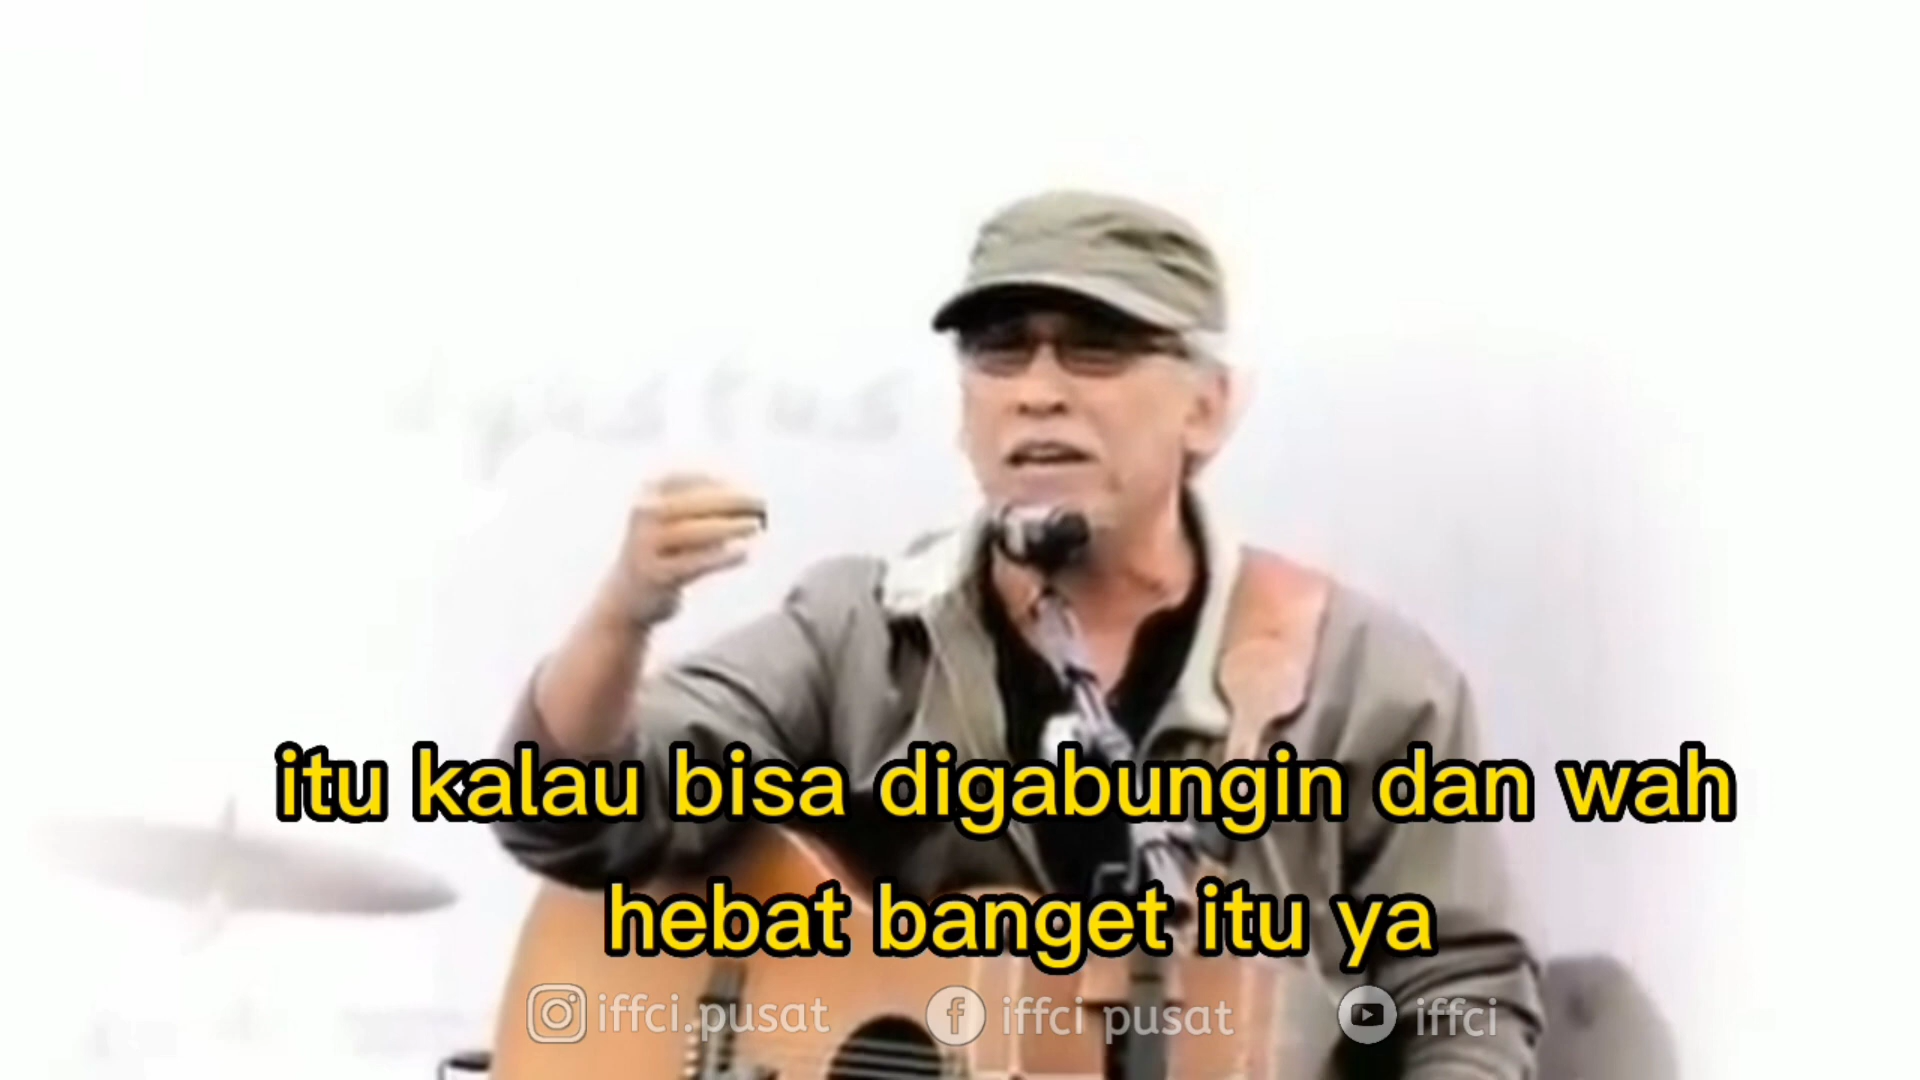 itu kalau bisa digabungin dan wah
hebat banget itu ya
iffci.pusat iffci pusat iffci